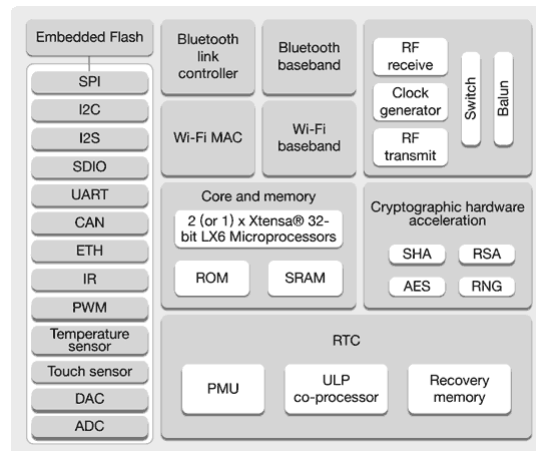 Embedded Flash
SPI
I2C
I2S
SDIO
UART
CAN
ETH
IR
PWM
Temperature
sensor
Touch sensor
DAC
ADC
Bluetooth
link
controller
Bluetooth
baseband
Wi-Fi MAC
Wi-Fi
baseband
RF
receive
Clock
generator
RF
transmit
Switch
Balun
Core and memory
2 (or 1) x Xtensa® 32-
bit LX6 Microprocessors
ROM
SRAM
Cryptographic hardware
acceleration
SHA
RSA
AES
RNG
RTC
PMU
ULP
co-processor
Recovery
memory